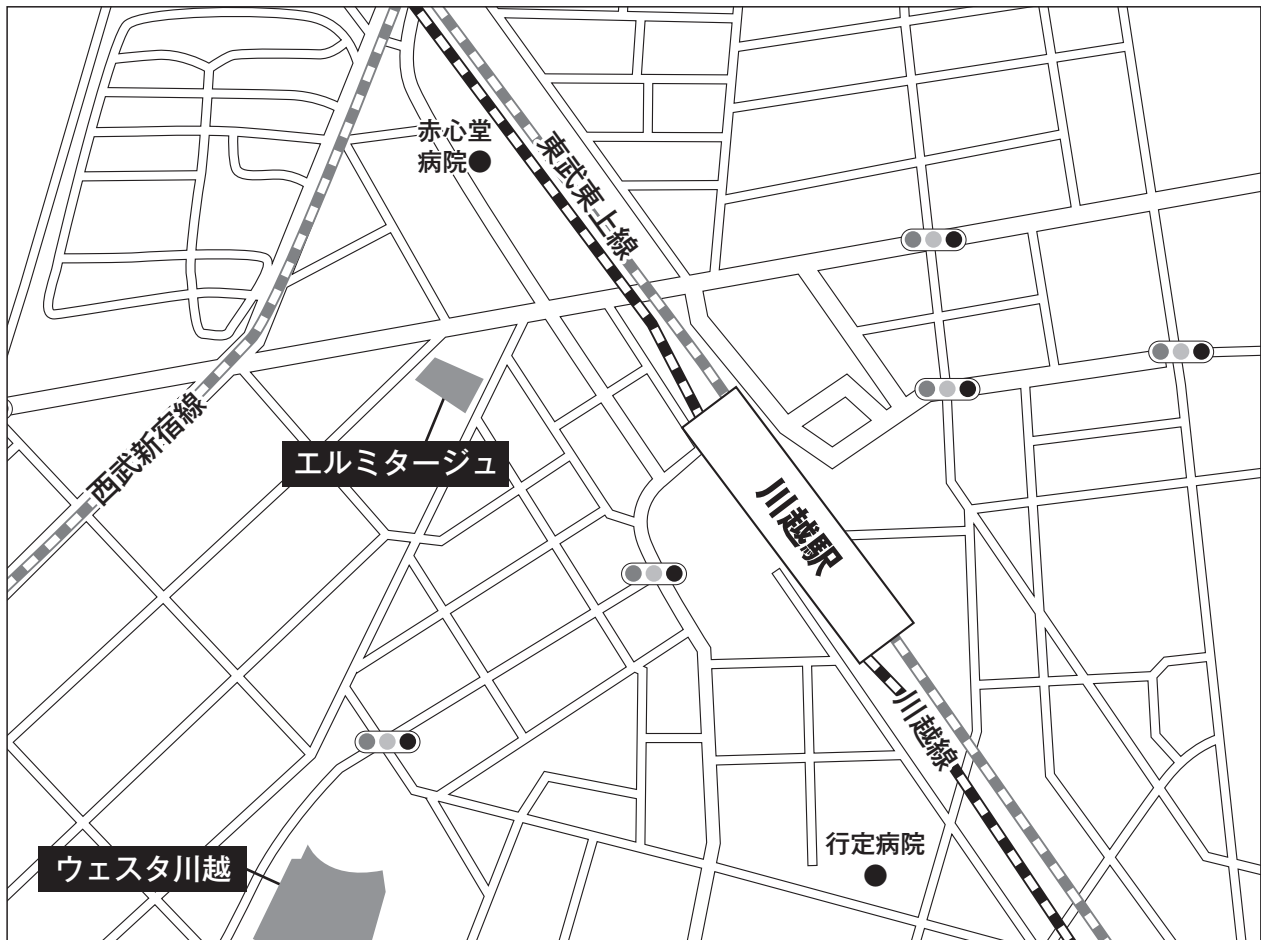 赤心堂
病院
東武東上線
西武新宿線
エルミタージュ
川越駅
川越線
行定病院
ウェスタ川越